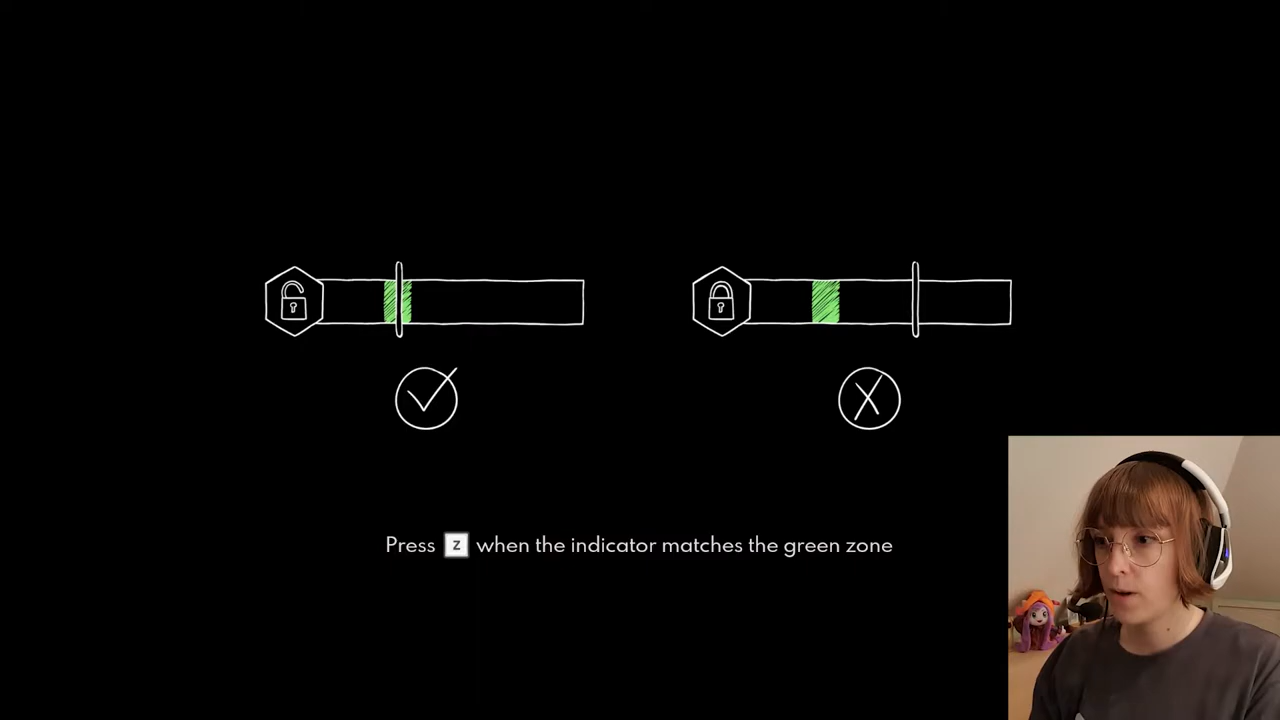 Press Z when the indicator matches the green zone